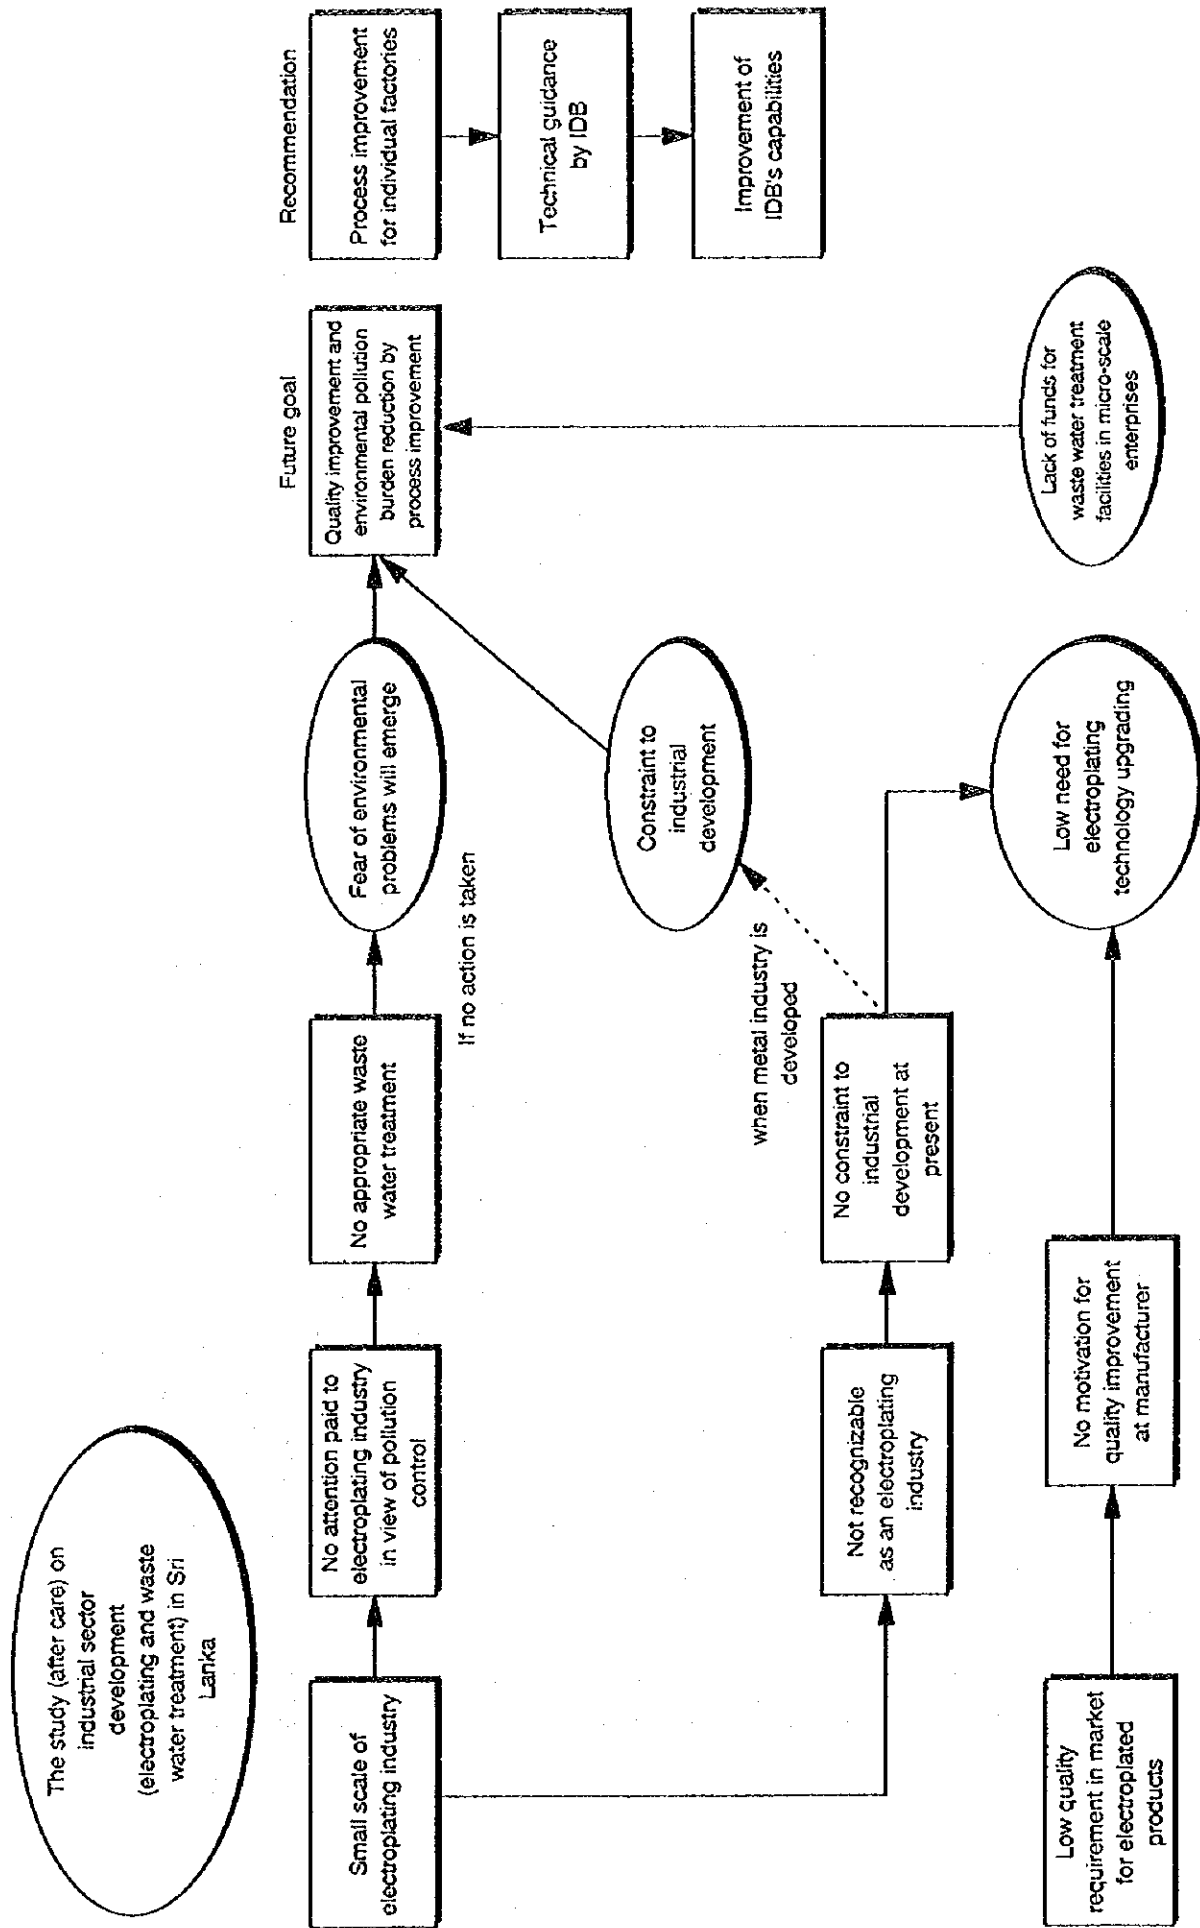 The study (after care) on
industrial sector
development
(electroplating and waste
water treatment) in Sri
Lanka
Small scale of
electroplating industry
No attention paid to
electroplating industry
in view of pollution
control
No appropriate waste
water treatment
Fear of environmental
problems will emerge
If no action is taken
Future goal
Quality improvement and
environmental pollution
burden reduction by
process improvement
Recommendation
Process improvement
for individual factories
Technical guidance
by IDB
Improvement of
IDB's capabilities
Constraint to
industrial
development
when metal industry is
developed
Not recognizable
as an electroplating
industry
No constraint to
industrial
development at
present
Low quality
requirement in market
for electroplated
products
No motivation for
quality improvement
at manufacturer
Low need for
electroplating
technology upgrading
Lack of funds for
waste water treatment
facilities in micro-scale
enterprises